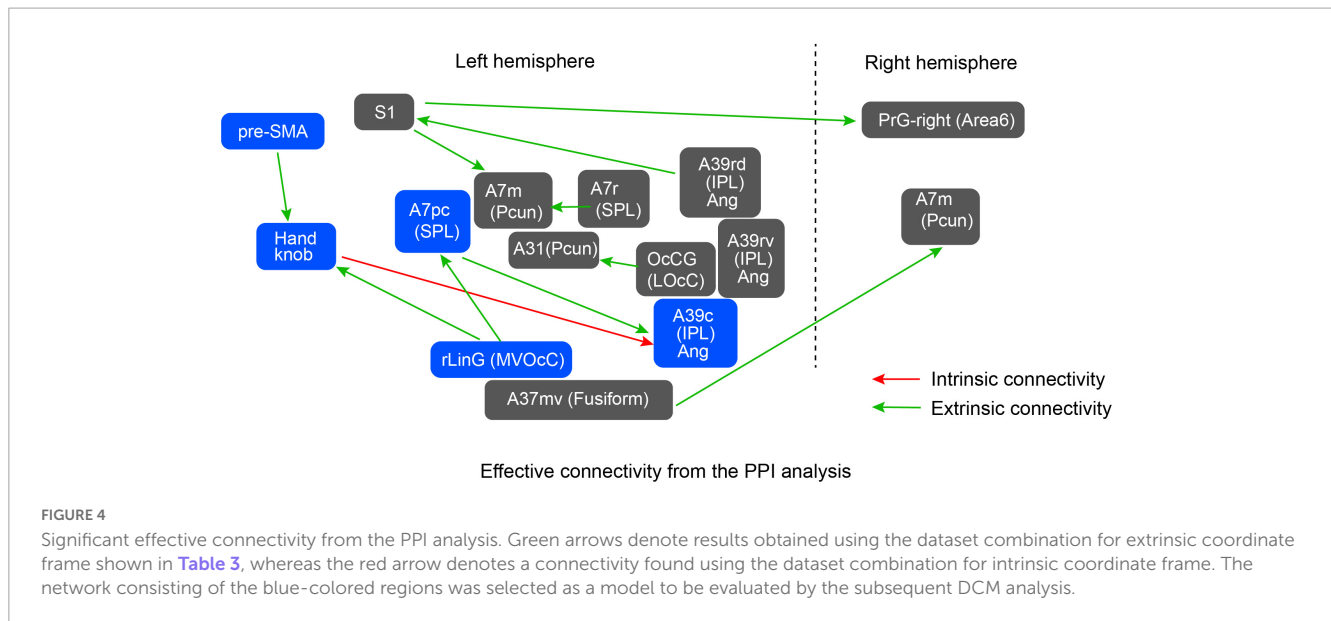 Left hemisphere
Right hemisphere
S1
PrG-right (Area6)
pre-SMA
A39rd
(IPL)
Ang
A7m
(Pcun)
A7r
(SPL)
A7pc
(SPL)
A7m
(Pcun)
Hand
knob
A31(Pcun)
OcCG
(LOcC)
A39rv
(IPL)
Ang
A39c
(IPL)
Ang
rLinG (MVOcC)
A37mv (Fusiform)
Intrinsic connectivity
Extrinsic connectivity
Effective connectivity from the PPI analysis
FIGURE 4
Significant effective connectivity from the PPI analysis. Green arrows denote results obtained using the dataset combination for extrinsic coordinate
frame shown in Table 3, whereas the red arrow denotes a connectivity found using the dataset combination for intrinsic coordinate frame. The
network consisting of the blue-colored regions was selected as a model to be evaluated by the subsequent DCM analysis.